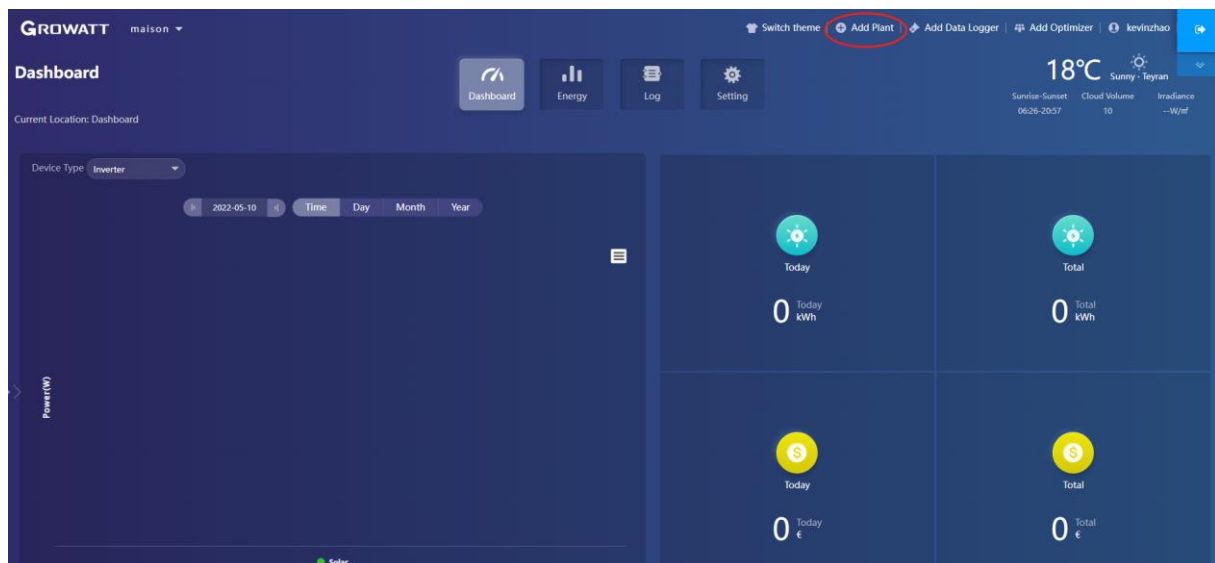 GROWATT maison
Switch theme | Add Plant | Add Data Logger | Add Optimizer | kevinzhao
Dashboard
Dashboard
Energy
Log
Setting
18℃ Sunny · Teyran
Sunrise-Sunset Cloud Volume Irradiance
06:26-20:57 10 --W/㎡
Current Location: Dashboard
Device Type Inverter
2022-05-10 Time Day Month Year
Power(W)
Solar
Today
0 Today
kWh
Total
0 Total
kWh
Today
0 Today
€
Total
0 Total
€